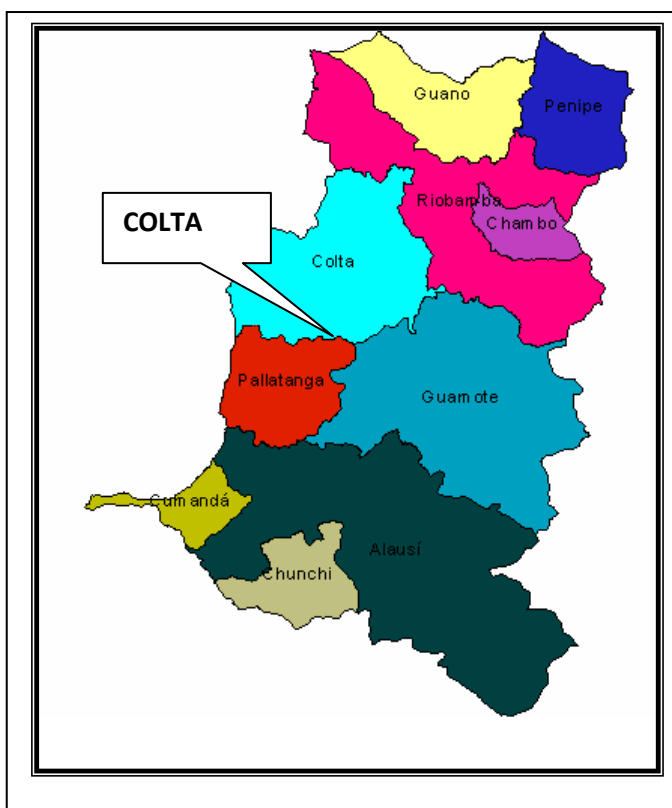 Guano
Penipe
Riobamba
COLTA
Chambo
Colta
Pallatanga
Guamote
Cumandá
Alausí
Chunchi